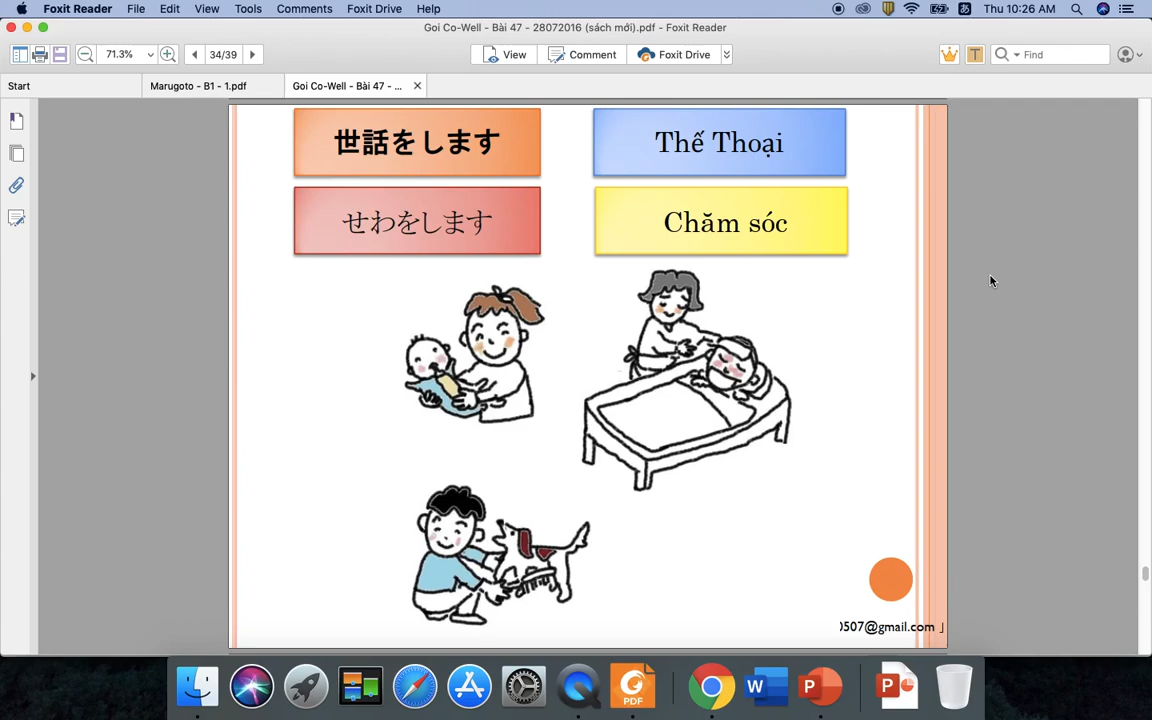 Foxit Reader File Edit View Tools Comments Foxit Drive Help Thu 10:26 AM
Goi Co-Well - Bài 47 - 28072016 (sách mới).pdf - Foxit Reader
71.3% 34/39 View Comment Foxit Drive T Find
Start Marugoto - B1 - 1.pdf Goi Co-Well - Bài 47 - ...
世話をします Thế Thoại
せわをします Chăm sóc
0507@gmail.com 」
PDF W P P